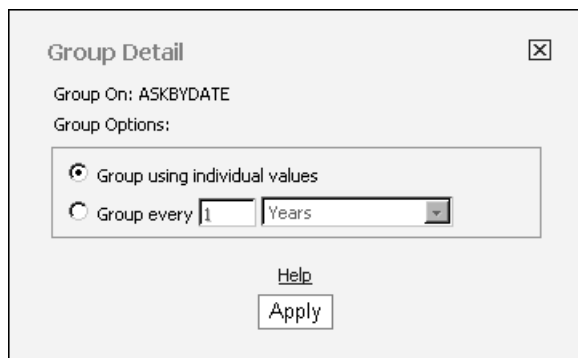 Group Detail
Group On: ASKBYDATE
Group Options:
Group using individual values
Group every 1 Years
Help
Apply